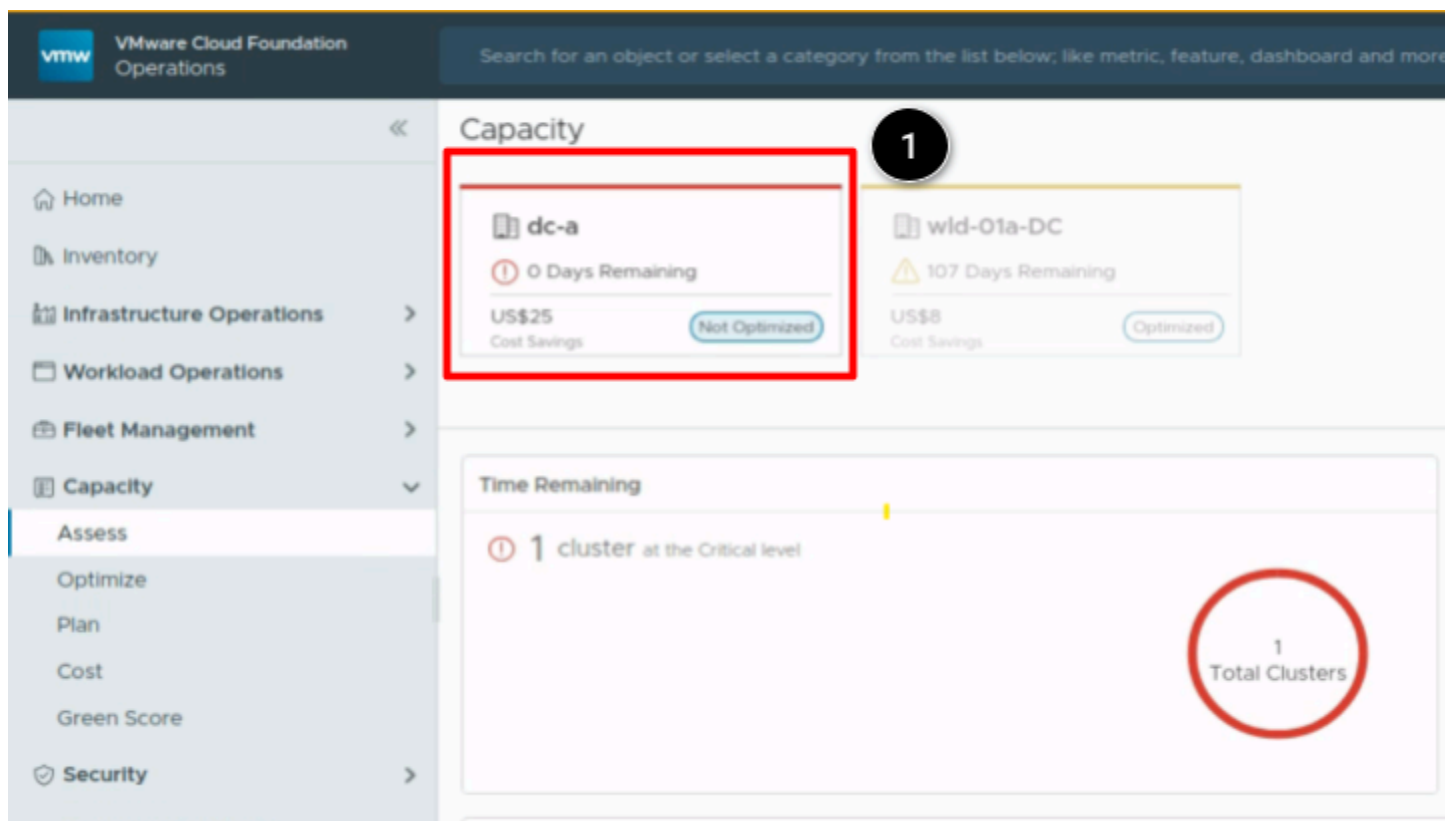 vmw
VMware Cloud Foundation
Operations
Search for an object or select a category from the list below; like metric, feature, dashboard and more
Capacity
1
Home
Inventory
Infrastructure Operations
Workload Operations
Fleet Management
Capacity
Assess
Optimize
Plan
Cost
Green Score
Security
dc-a
0 Days Remaining
US$25
Cost Savings
Not Optimized
wld-01a-DC
107 Days Remaining
US$8
Cost Savings
Optimized
Time Remaining
1 cluster at the Critical level
1
Total Clusters